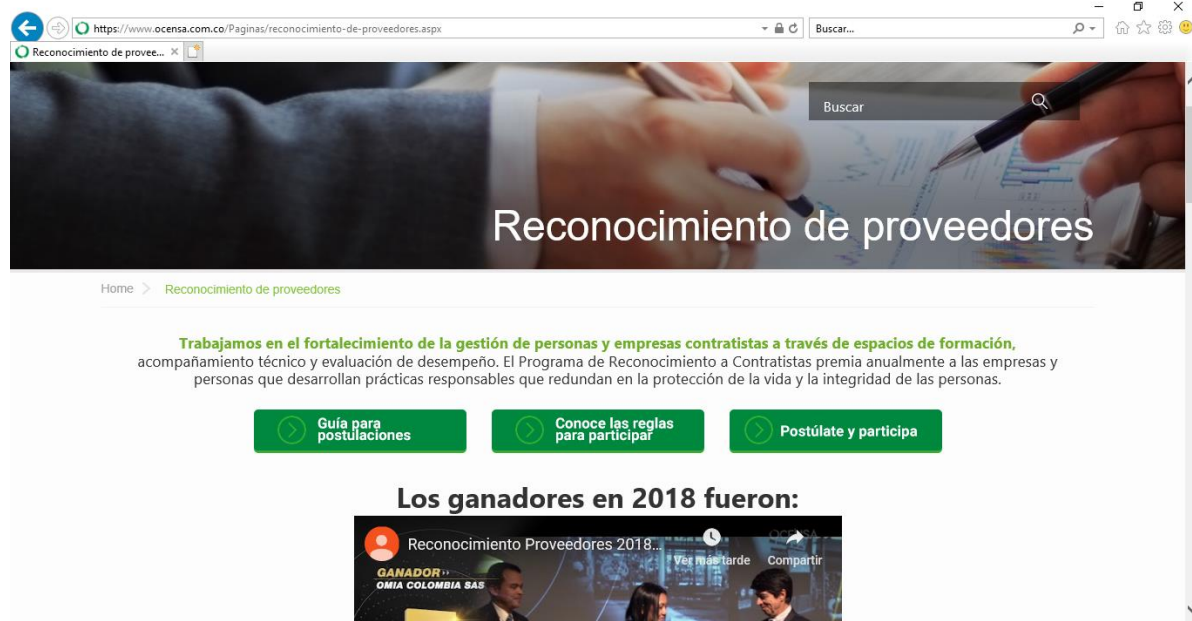 https://www.ocensa.com.co/Paginas/reconocimiento-de-proveedores.aspx
Buscar...
Reconocimiento de provee...
Buscar
Reconocimiento de proveedores
Home > Reconocimiento de proveedores
Trabajamos en el fortalecimiento de la gestión de personas y empresas contratistas a través de espacios de formación,
acompañamiento técnico y evaluación de desempeño. El Programa de Reconocimiento a Contratistas premia anualmente a las empresas y
personas que desarrollan prácticas responsables que redundan en la protección de la vida y la integridad de las personas.
Guía para
postulaciones
Conoce las reglas
para participar
Postúlate y participa
Los ganadores en 2018 fueron:
Reconocimiento Proveedores 2018...
OCENSA
Ver más tarde
Compartir
GANADOR
OMIA COLOMBIA SAS